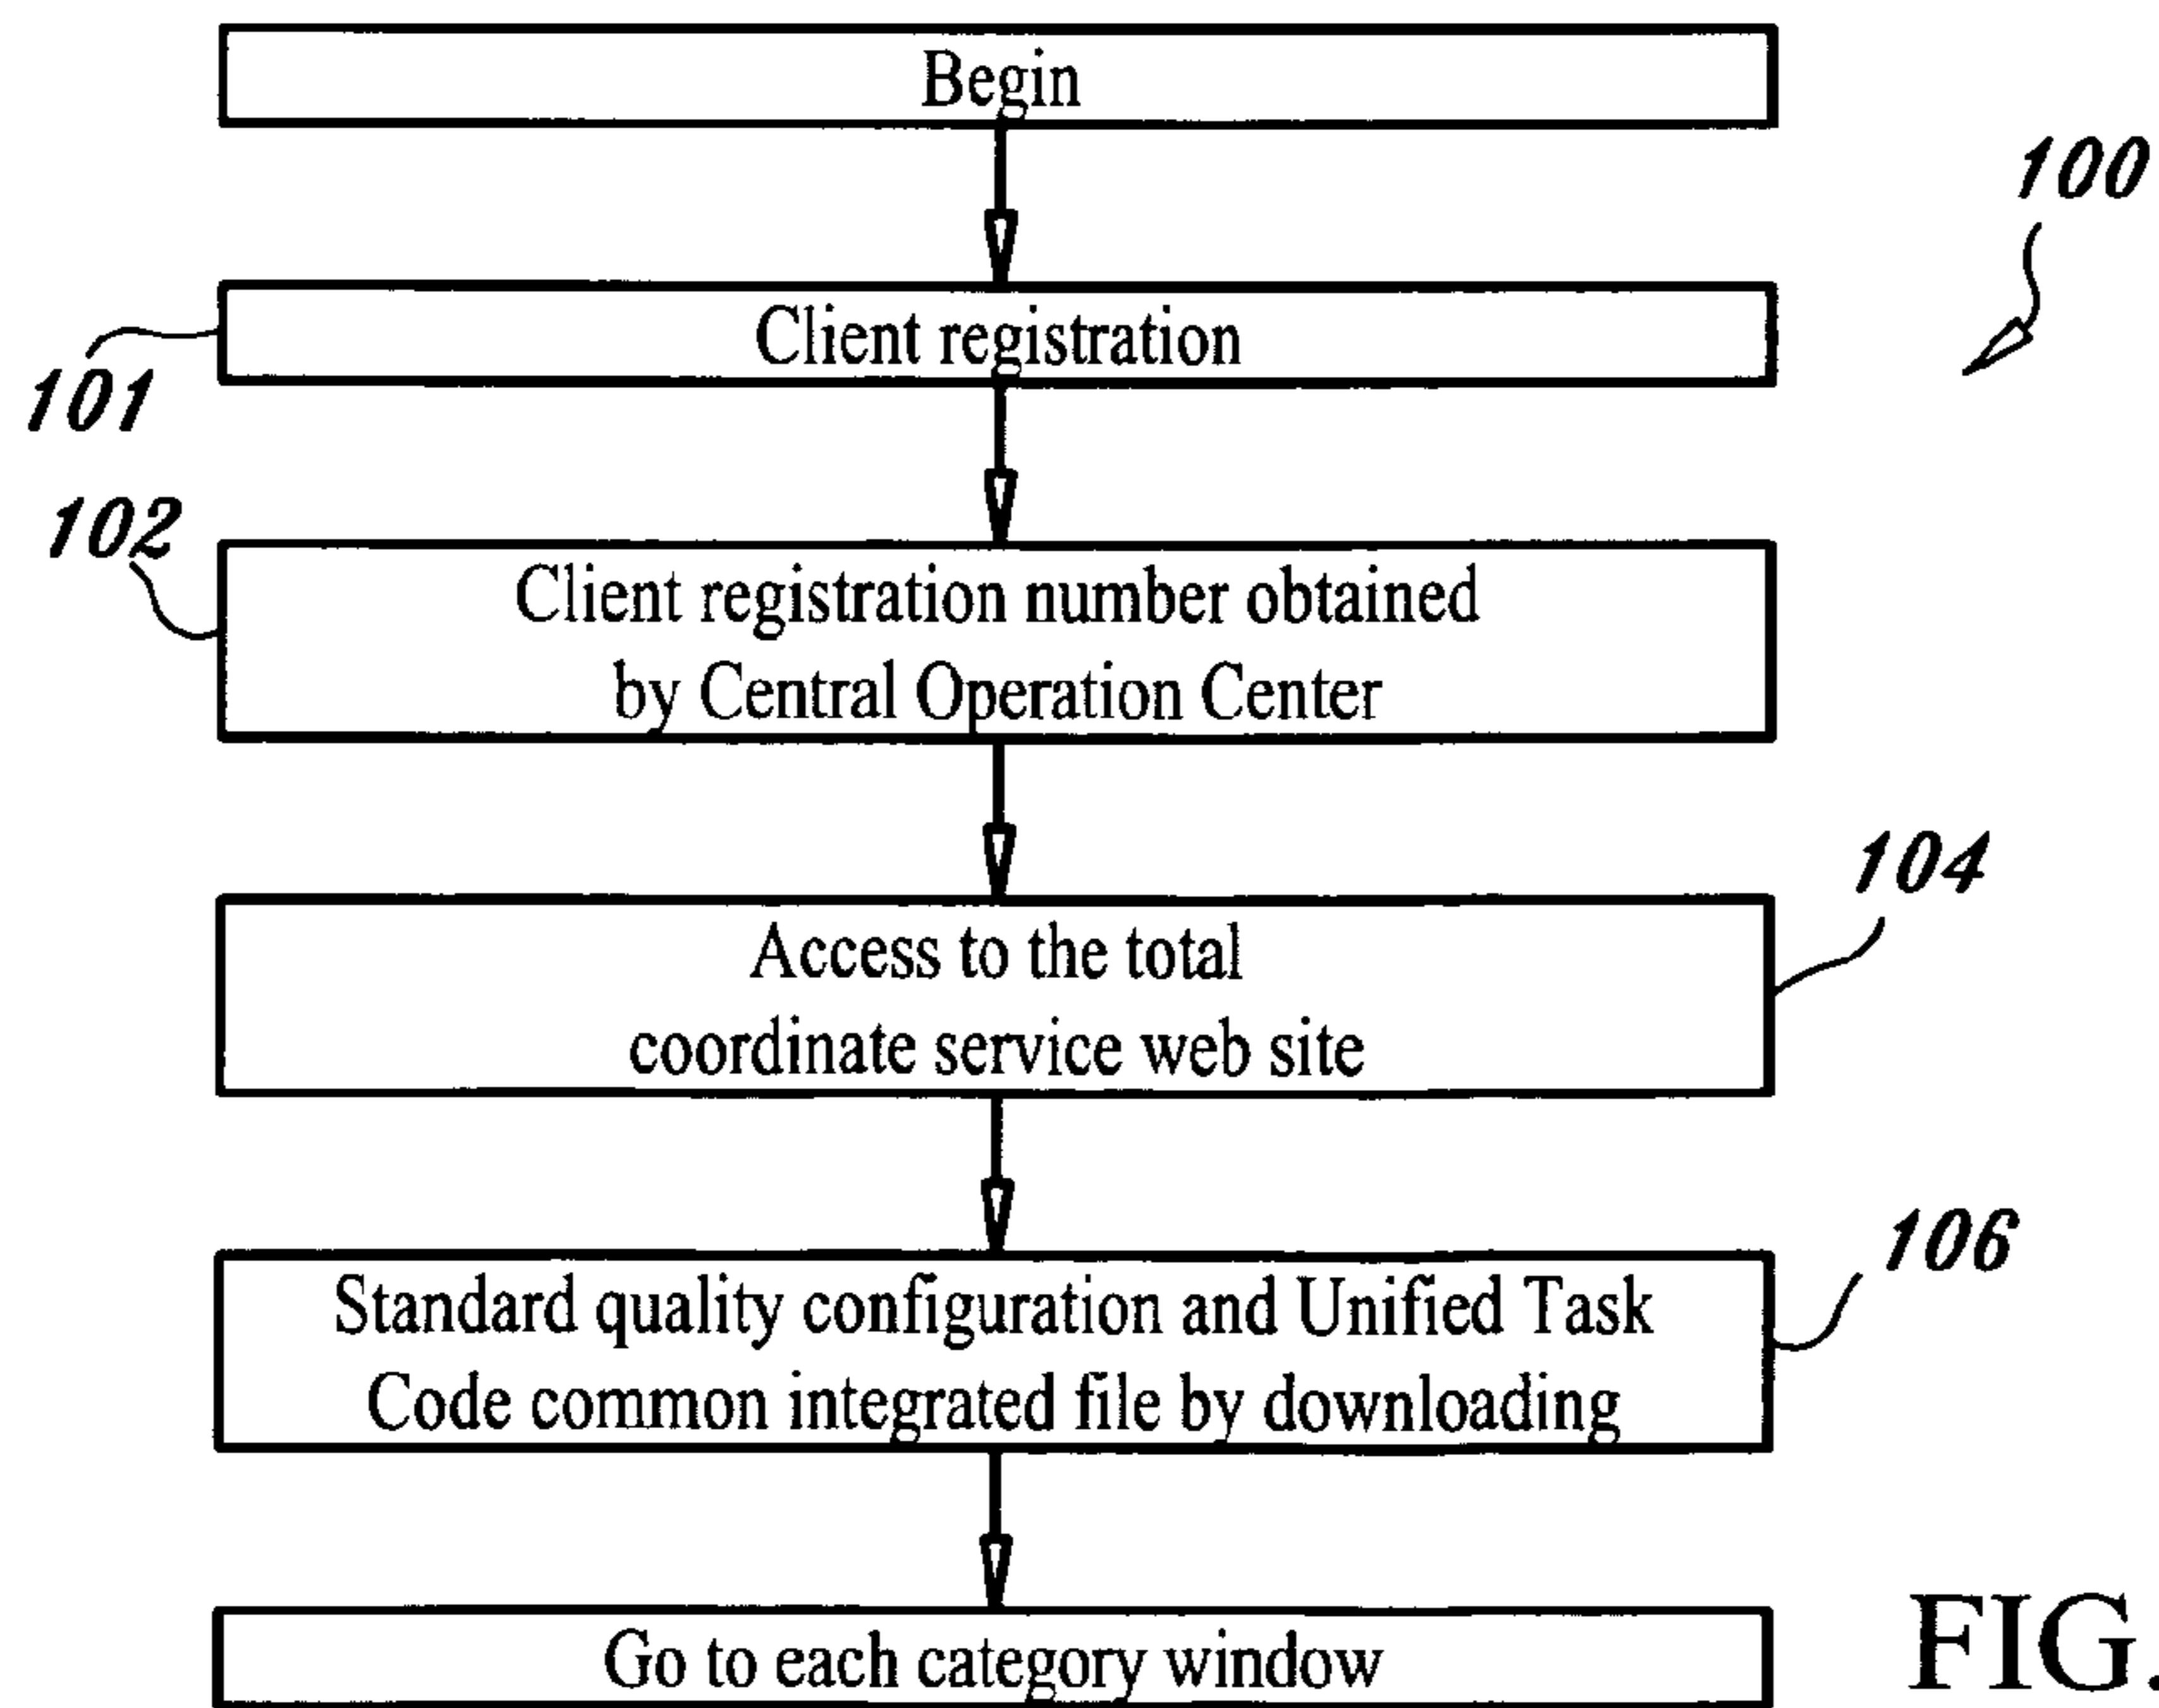 Begin
100
Client registration
101
102
Client registration number obtained
by Central Operation Center
104
Access to the total
coordinate service web site
106
Standard quality configuration and Unified Task
Code common integrated file by downloading
Go to each category window
FIG.